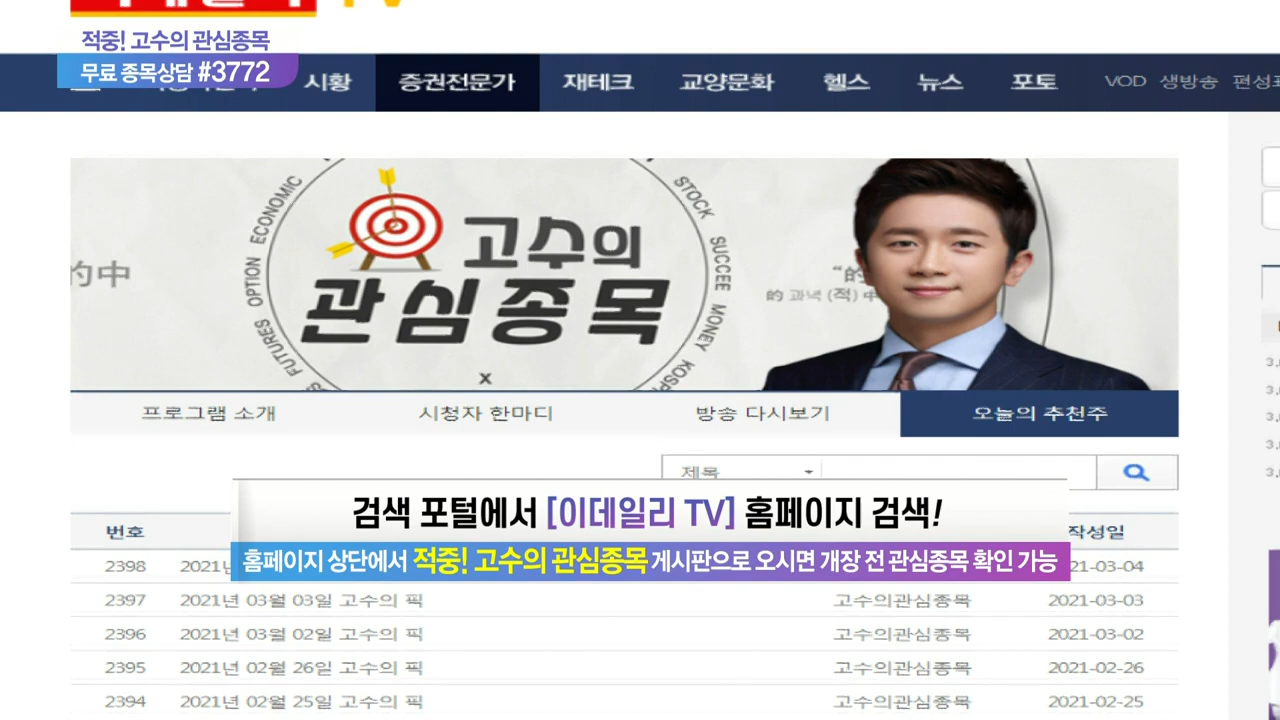 TV
적중! 고수의 관심종목
무료 종목상담 #3772
시황 증권전문가 재테크 교양문화 헬스 뉴스 포토 VOD 생방송
ECONOMIC
OPTION
FUTURES
STOCK
SUCCEE
MONEY
的中
고수의
관심종목
x
的 과녁 (적) 中
프로그램 소개 시청자 한마디 방송 다시보기 오늘의 추천주
제목
검색 포털에서 [이데일리 TV] 홈페이지 검색!
번호 작성일
홈페이지 상단에서 적중! 고수의 관심종목 게시판으로 오시면 개장 전 관심종목 확인 가능
2398
2397 2021년 03월 03일 고수의 픽 고수의관심종목 2021-03-03
2396 2021년 03월 02일 고수의 픽 고수의관심종목 2021-03-02
2395 2021년 02월 26일 고수의 픽 고수의관심종목 2021-02-26
2394 2021년 02월 25일 고수의 픽 고수의관심종목 2021-02-25